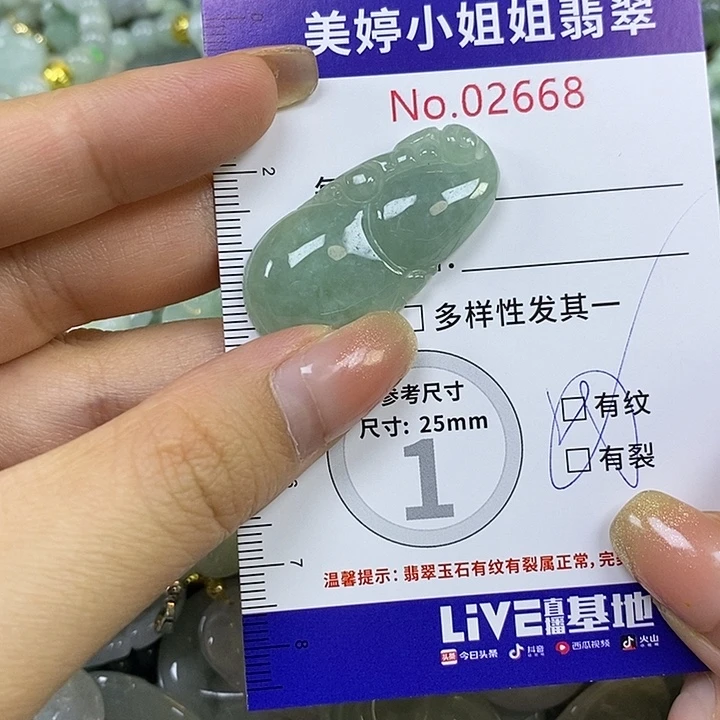 美婷小姐姐翡翠
No.02668
□ 多样性发其一
参考尺寸
尺寸: 25mm
1
□ 有纹
□ 有裂
温馨提示: 翡翠玉石有纹有裂属正常,完
LiVE直播基地
今日头条 抖音 西瓜视频 火山
2
7
8